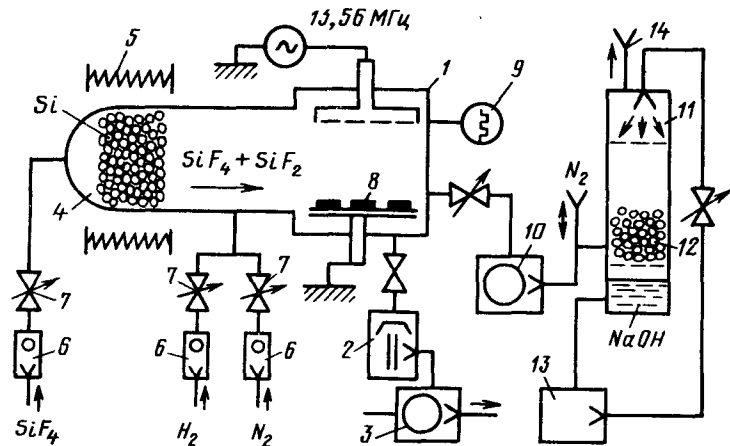 13,56 МГц
5
1
9
14
Si
11
SiF₄ + SiF₂
8
N₂
4
10
12
7
7
7
NaOH
6
6
6
2
13
SiF₄
H₂
N₂
3